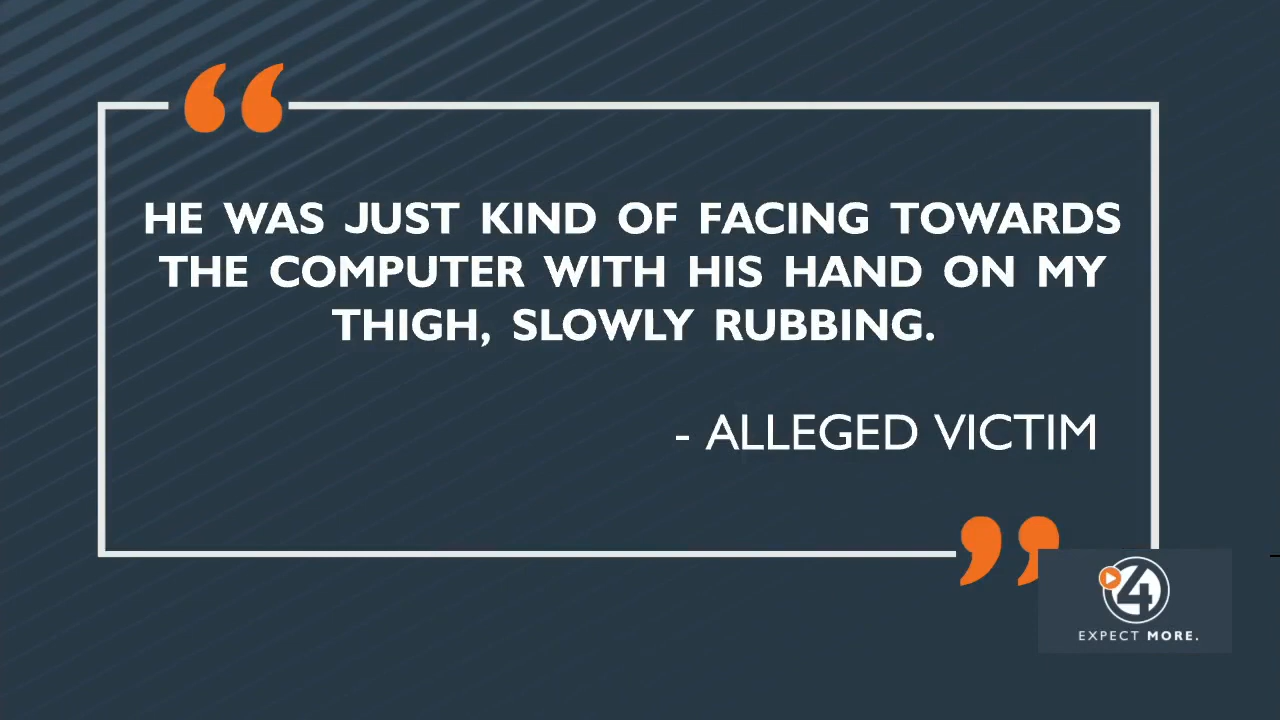 HE WAS JUST KIND OF FACING TOWARDS
THE COMPUTER WITH HIS HAND ON MY
THIGH, SLOWLY RUBBING.
- ALLEGED VICTIM
4
EXPECT MORE.